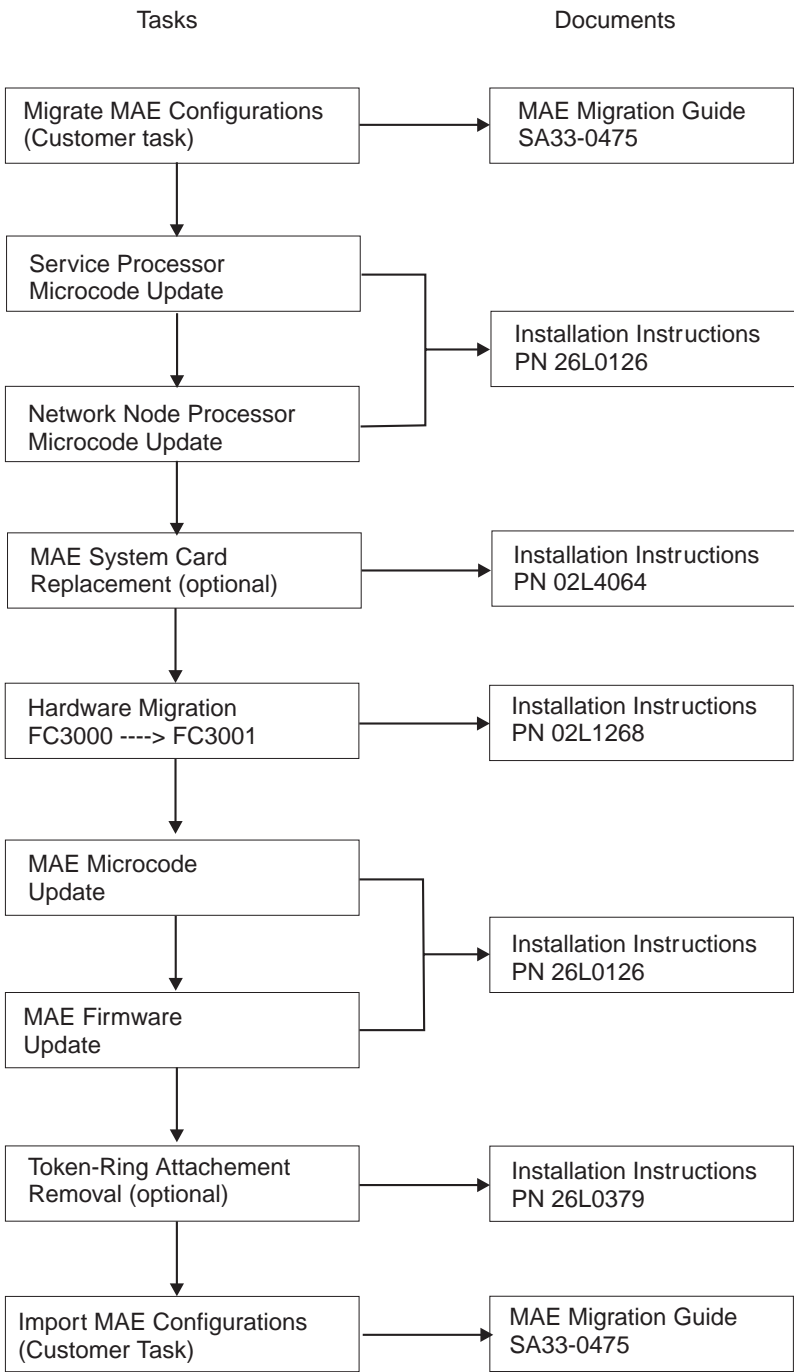 Tasks
Documents
Migrate MAE Configurations
(Customer task)
MAE Migration Guide
SA33-0475
Service Processor
Microcode Update
Installation Instructions
PN 26L0126
Network Node Processor
Microcode Update
MAE System Card
Replacement (optional)
Installation Instructions
PN 02L4064
Hardware Migration
FC3000 ----> FC3001
Installation Instructions
PN 02L1268
MAE Microcode
Update
Installation Instructions
PN 26L0126
MAE Firmware
Update
Token-Ring Attachement
Removal (optional)
Installation Instructions
PN 26L0379
Import MAE Configurations
(Customer Task)
MAE Migration Guide
SA33-0475